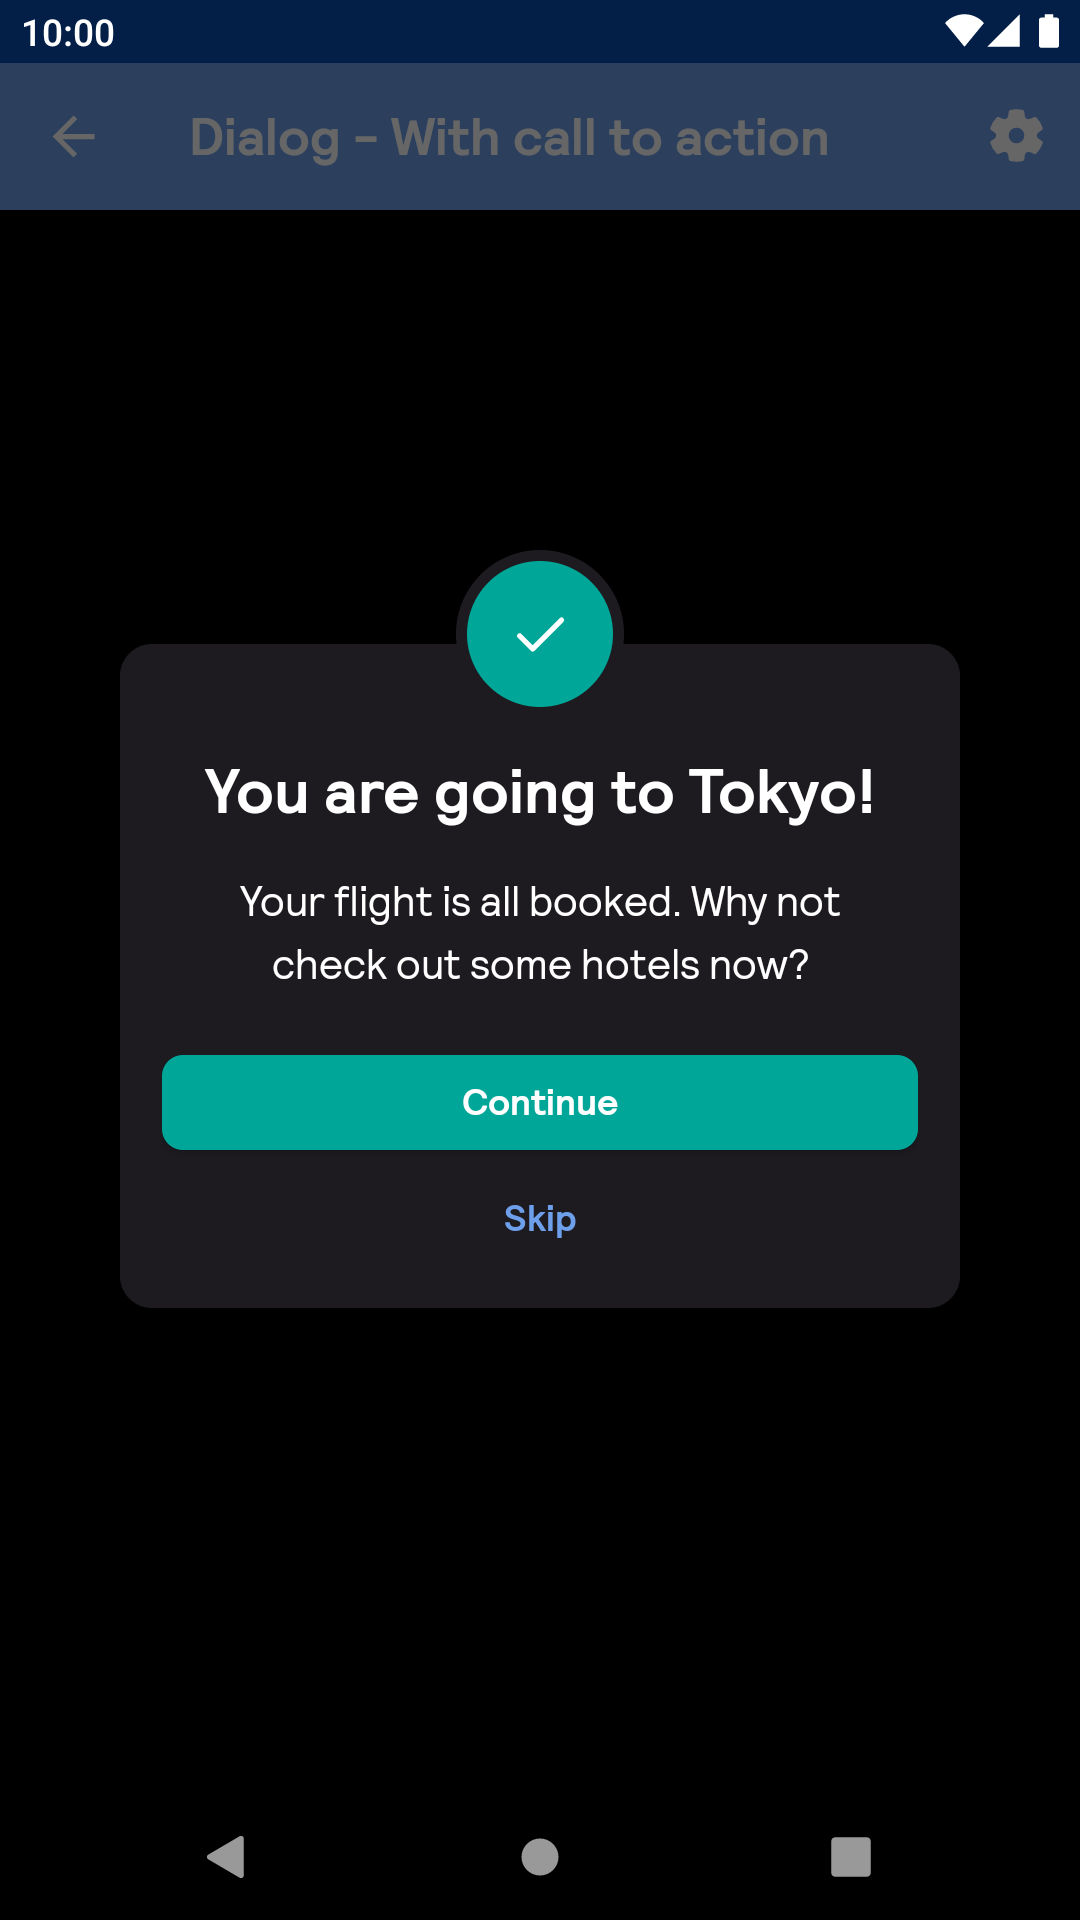 10:00
Dialog - With call to action
You are going to Tokyo!
Your flight is all booked. Why not
check out some hotels now?
Continue
Skip